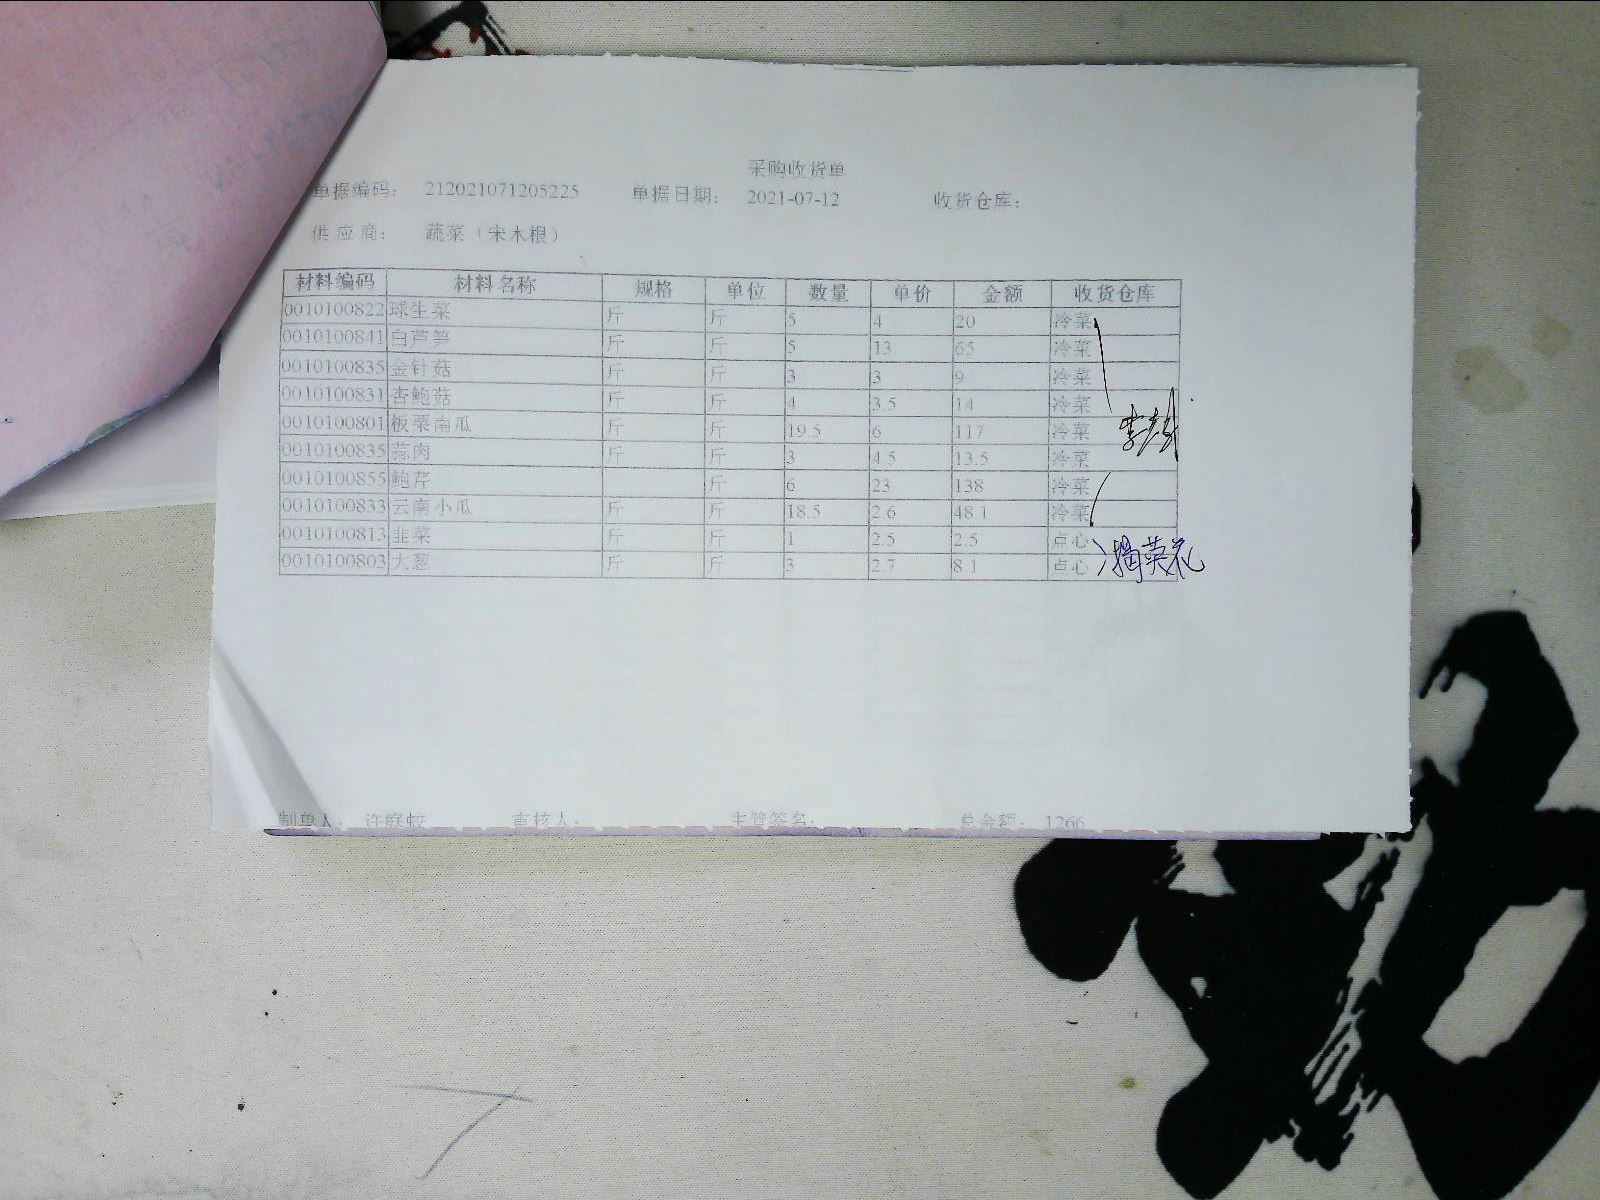 采购收货单
单据编码： 212021071205225 单据日期： 2021-07-12 收货仓库：
供应商： 蔬菜（宋木根）
材料编码 材料名称 规格 单位 数量 单价 金额 收货仓库
0010100822 球生菜 斤 斤 5 4 20 冷菜
0010100841 白芦笋 斤 斤 5 13 65 冷菜
0010100835 金针菇 斤 斤 3 3 9 冷菜
0010100831 杏鲍菇 斤 斤 4 3.5 14 冷菜
0010100801 板栗南瓜 斤 斤 19.5 6 117 冷菜
0010100835 蒜肉 斤 斤 3 4.5 13.5 冷菜
0010100855 鲍芹 斤 6 23 138 冷菜
0010100833 云南小瓜 斤 斤 18.5 2.6 48.1 冷菜
0010100813 韭菜 斤 斤 1 2.5 2.5 点心
0010100803 大葱 斤 斤 3 2.7 8.1 点心
制单人： 许庭蛟 审核人： 主管签名： 总金额： 1266